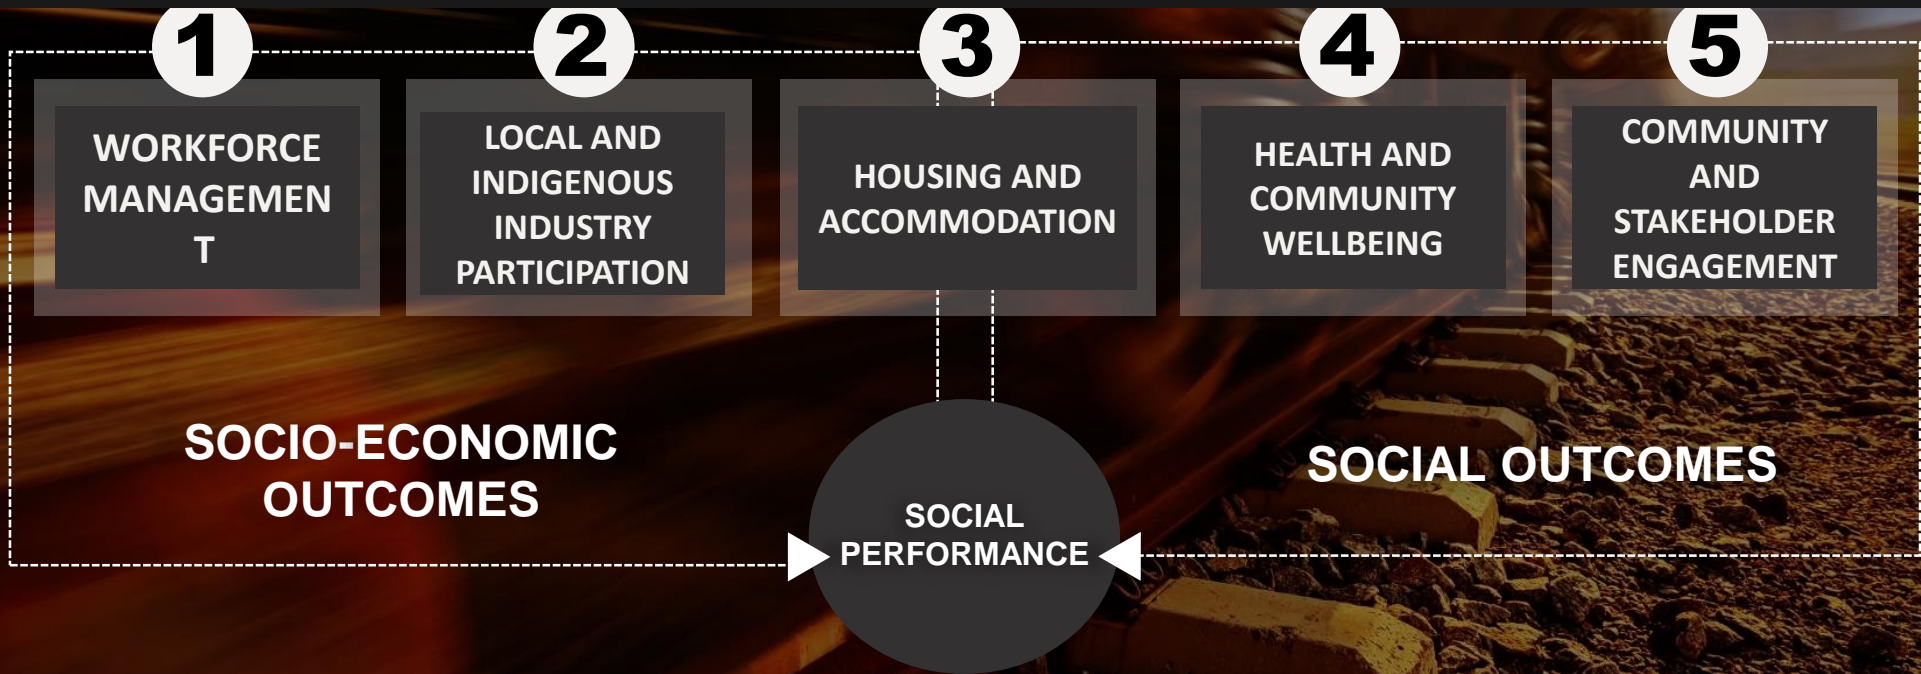 1
WORKFORCE
MANAGEMEN
T
2
LOCAL AND
INDIGENOUS
INDUSTRY
PARTICIPATION
3
HOUSING AND
ACCOMMODATION
4
HEALTH AND
COMMUNITY
WELLBEING
5
COMMUNITY
AND
STAKEHOLDER
ENGAGEMENT
SOCIO-ECONOMIC
OUTCOMES
SOCIAL
PERFORMANCE
SOCIAL OUTCOMES